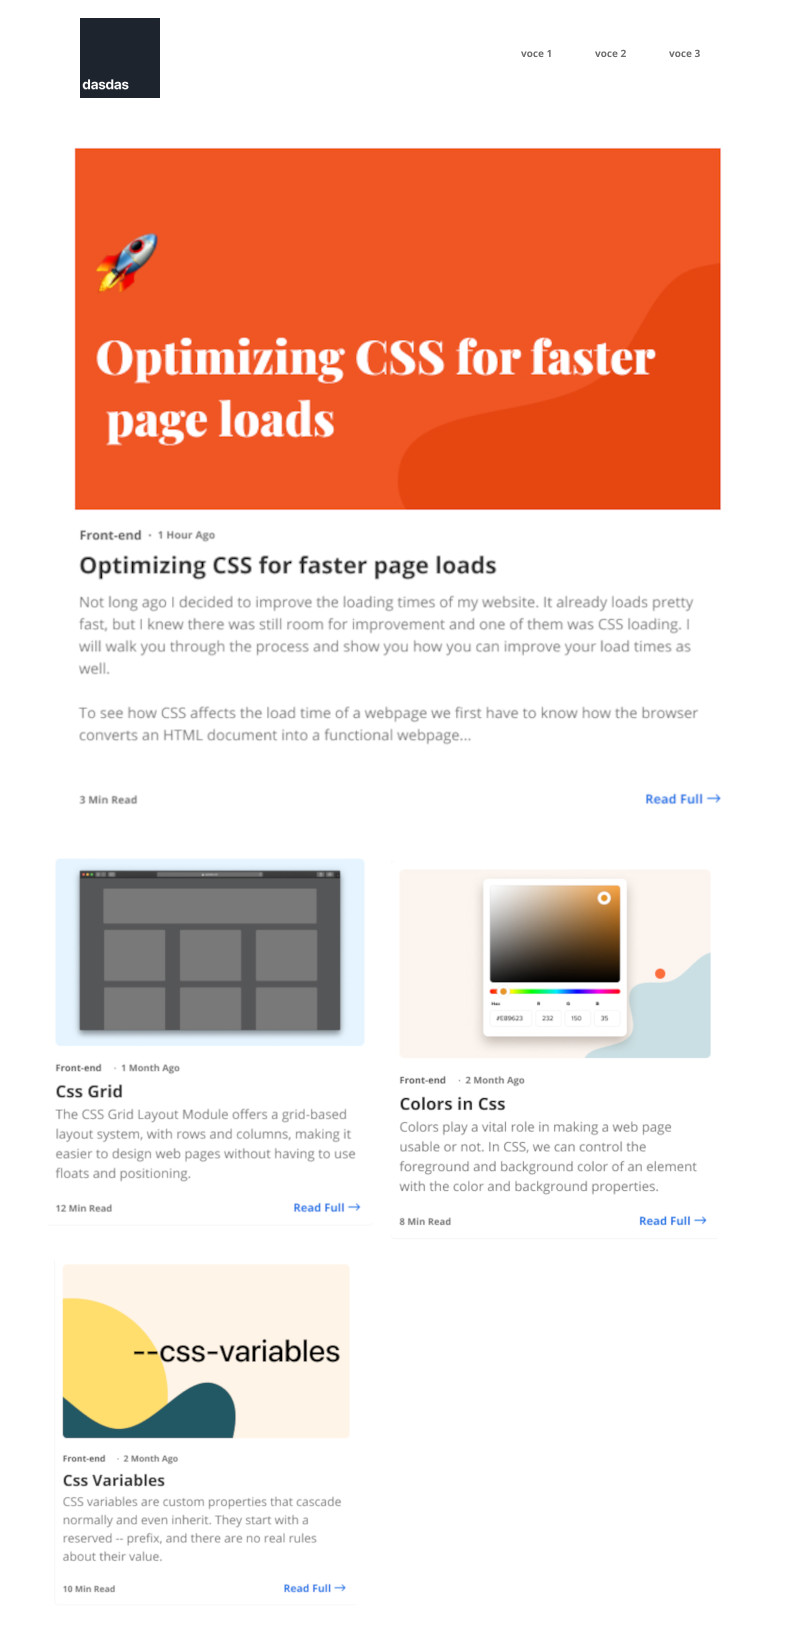 dasdas
voce 1
voce 2
voce 3
Optimizing CSS for faster
page loads
Front-end · 1 Hour Ago
Optimizing CSS for faster page loads
Not long ago I decided to improve the loading times of my website. It already loads pretty
fast, but I knew there was still room for improvement and one of them was CSS loading. I
will walk you through the process and show you how you can improve your load times as
well.
To see how CSS affects the load time of a webpage we first have to know how the browser
converts an HTML document into a functional webpage...
3 Min Read
Read Full →
Front-end · 1 Month Ago
Css Grid
The CSS Grid Layout Module offers a grid-based
layout system, with rows and columns, making it
easier to design web pages without having to use
floats and positioning.
12 Min Read
Read Full →
Hex R G B
#E89623 232 150 35
Front-end · 2 Month Ago
Colors in Css
Colors play a vital role in making a web page
usable or not. In CSS, we can control the
foreground and background color of an element
with the color and background properties.
8 Min Read
Read Full →
--css-variables
Front-end · 2 Month Ago
Css Variables
CSS variables are custom properties that cascade
normally and even inherit. They start with a
reserved -- prefix, and there are no real rules
about their value.
10 Min Read
Read Full →